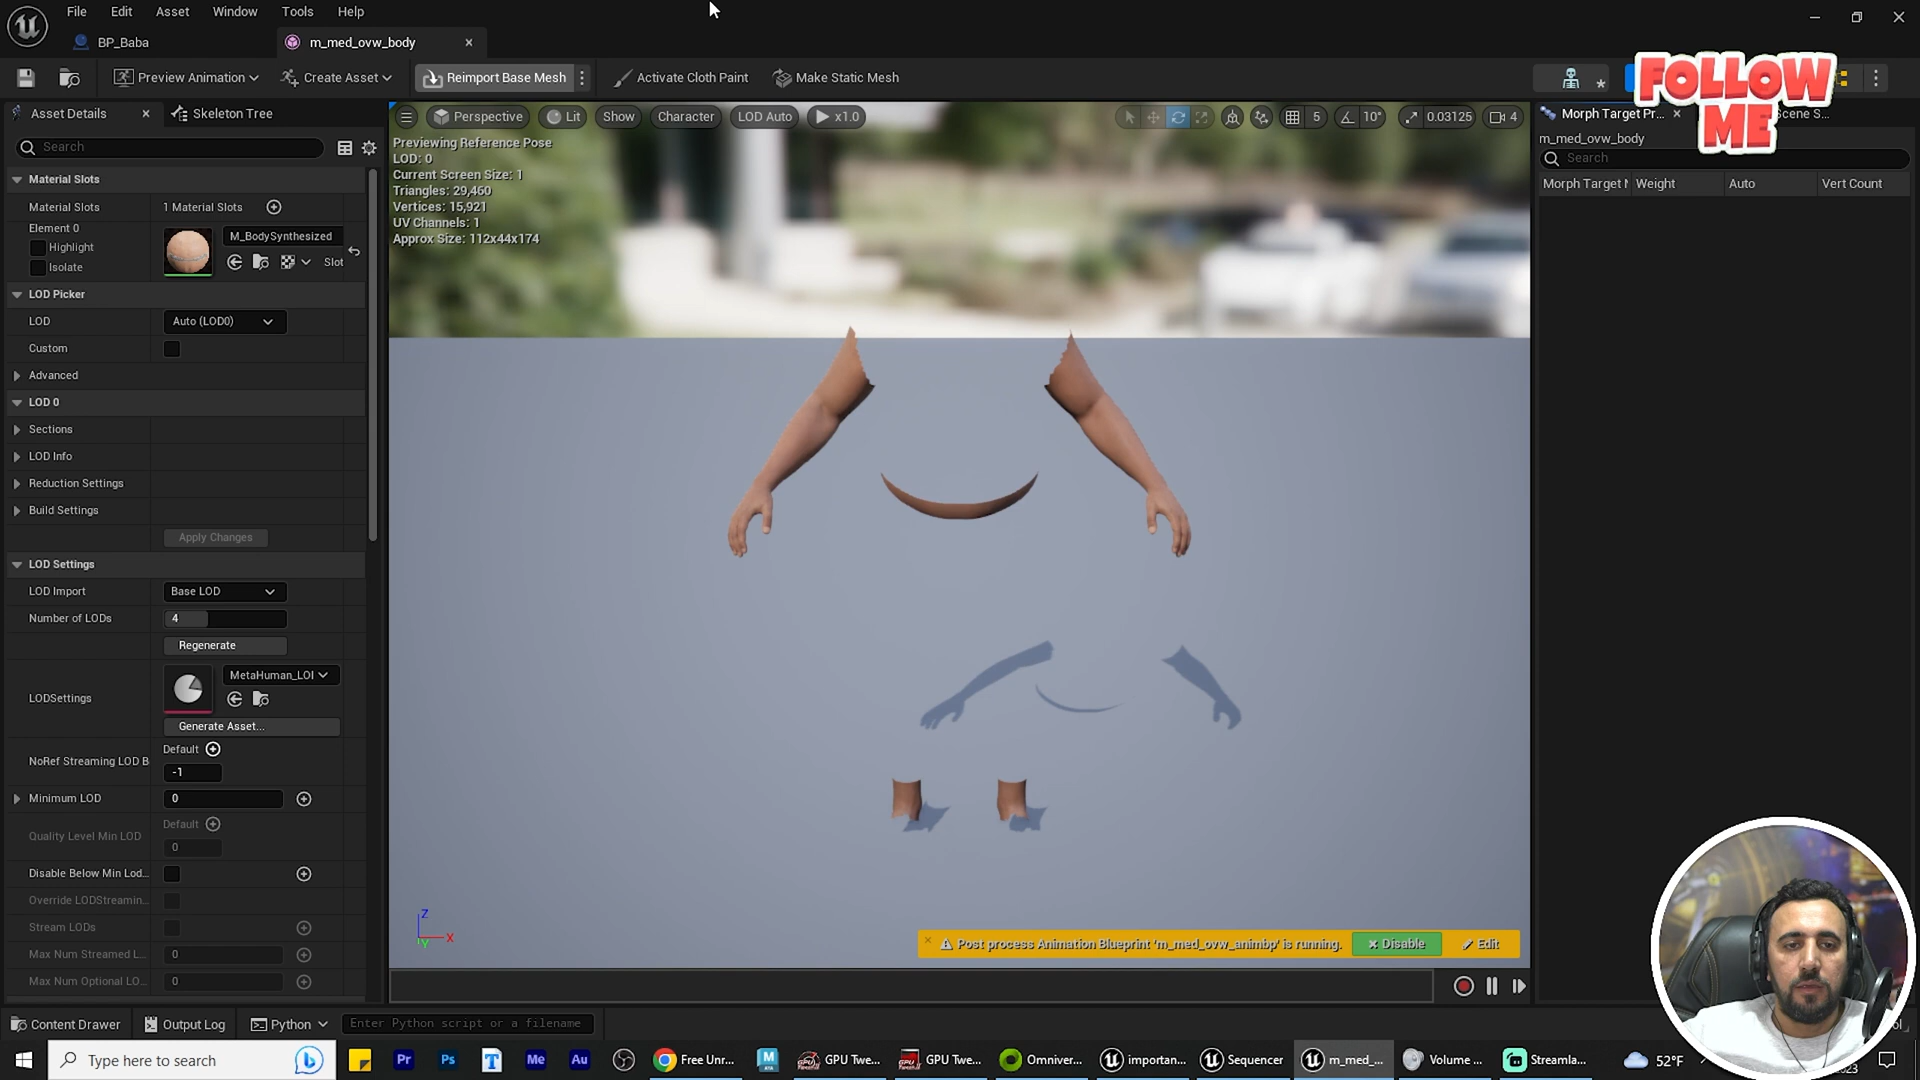 File Edit Asset Window Tools Help
BP_Baba
m_med_ovw_body
Preview Animation
Create Asset
Reimport Base Mesh
Activate Cloth Paint
Make Static Mesh
FOLLOW
ME
Asset Details
Skeleton Tree
Search
Material Slots
Material Slots
1 Material Slots
Element 0
Highlight
Isolate
M_BodySynthesized
Slot
LOD Picker
LOD
Auto (LOD0)
Custom
Advanced
LOD 0
Sections
LOD Info
Reduction Settings
Build Settings
Apply Changes
LOD Settings
LOD Import
Base LOD
Number of LODs
4
Regenerate
LODSettings
MetaHuman_LOI
Generate Asset...
NoRef Streaming LOD B
Default
-1
Minimum LOD
0
Quality Level Min LOD
Default
0
Disable Below Min Lod...
Override LODStreamin...
Stream LODs
Max Num Streamed L...
0
Max Num Optional LO...
0
Perspective
Lit
Show
Character
LOD Auto
x1.0
5
10°
0.03125
4
Previewing Reference Pose
LOD: 0
Current Screen Size: 1
Triangles: 29,460
Vertices: 15,921
UV Channels: 1
Approx Size: 112x44x174
Z
X
Y
Post process Animation Blueprint 'm_med_ovw_animbp' is running.
Disable
Edit
Morph Target Pr...
Scene S...
m_med_ovw_body
Search
Morph Target N
Weight
Auto
Vert Count
Content Drawer
Output Log
Python
Enter Python script or a filename
Type here to search
Pr
Ps
T
Me
Au
Free Unr...
GPU Twe...
GPU Twe...
Omniver...
importan...
Sequencer
m_med_...
Volume ...
Streamla...
52°F